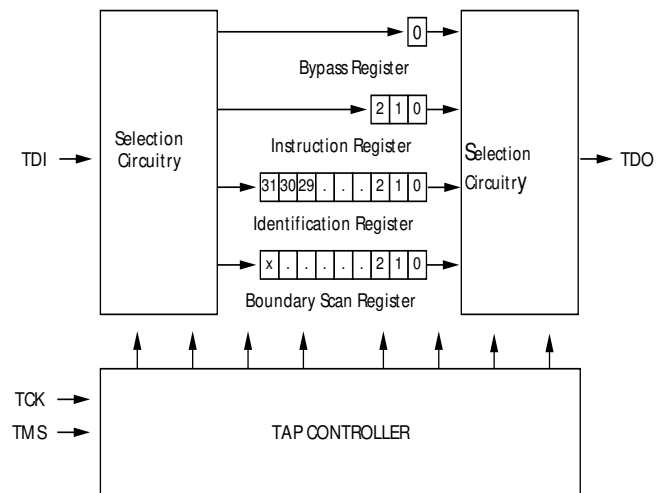 0
Bypass Register
2 1 0
Selection
Circuitry
Instruction Register
Selection
Circuitry
TDI
TDO
31 30 29 . . . 2 1 0
Identification Register
x . . . . . 2 1 0
Boundary Scan Register
TCK
TMS
TAP CONTROLLER